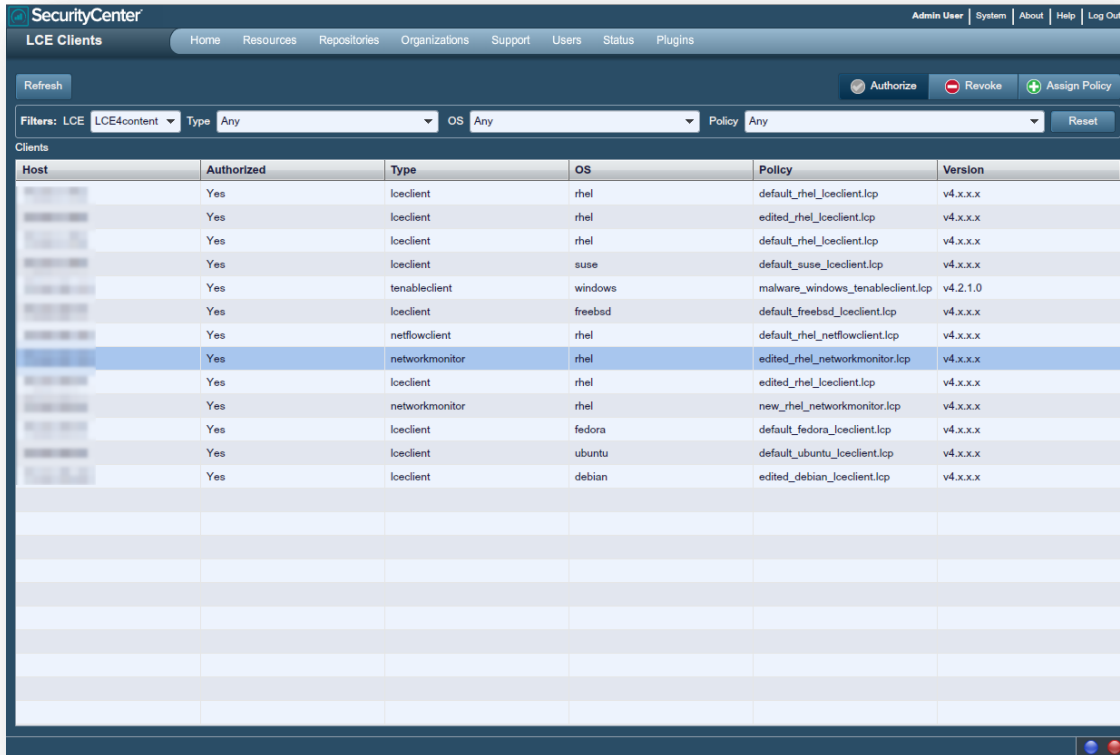 SecurityCenter
Admin User | System | About | Help | Log Out
LCE Clients
Home Resources Repositories Organizations Support Users Status Plugins
Refresh Authorize Revoke Assign Policy
Filters: LCE LCE4content Type Any OS Any Policy Any Reset
Clients
Host Authorized Type OS Policy Version
Yes lceclient rhel default_rhel_lceclient.lcp v4.x.x.x
Yes lceclient rhel edited_rhel_lceclient.lcp v4.x.x.x
Yes lceclient rhel default_rhel_lceclient.lcp v4.x.x.x
Yes lceclient suse default_suse_lceclient.lcp v4.x.x.x
Yes tenableclient windows malware_windows_tenableclient.lcp v4.2.1.0
Yes lceclient freebsd default_freebsd_lceclient.lcp v4.x.x.x
Yes netflowclient rhel default_rhel_netflowclient.lcp v4.x.x.x
Yes networkmonitor rhel edited_rhel_networkmonitor.lcp v4.x.x.x
Yes lceclient rhel edited_rhel_lceclient.lcp v4.x.x.x
Yes networkmonitor rhel new_rhel_networkmonitor.lcp v4.x.x.x
Yes lceclient fedora default_fedora_lceclient.lcp v4.x.x.x
Yes lceclient ubuntu default_ubuntu_lceclient.lcp v4.x.x.x
Yes lceclient debian edited_debian_lceclient.lcp v4.x.x.x